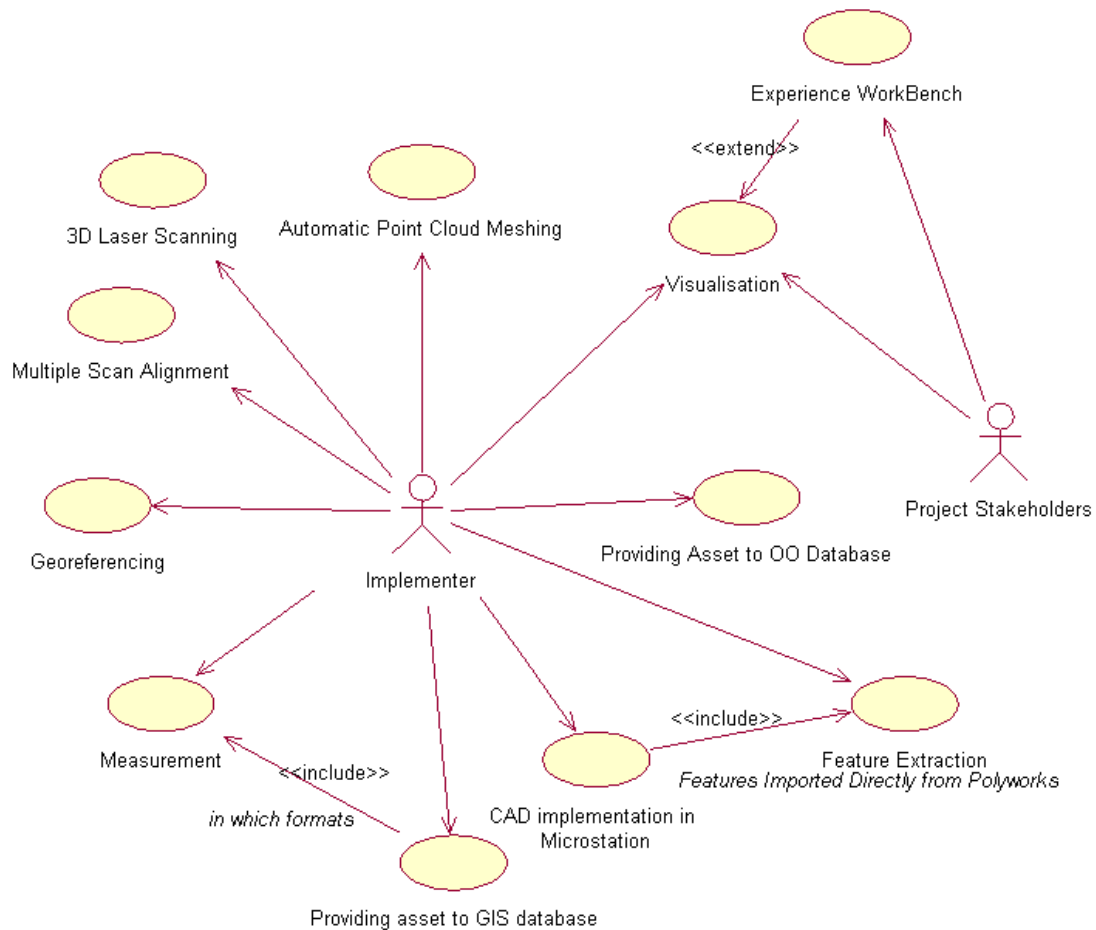 Experience WorkBench
<<extend>>
3D Laser Scanning
Automatic Point Cloud Meshing
Visualisation
Multiple Scan Alignment
Project Stakeholders
Georeferencing
Implementer
Providing Asset to OO Database
Measurement
<<include>>
in which formats
<<include>>
Feature Extraction
Features Imported Directly from Polyworks
CAD implementation in
Microstation
Providing asset to GIS database